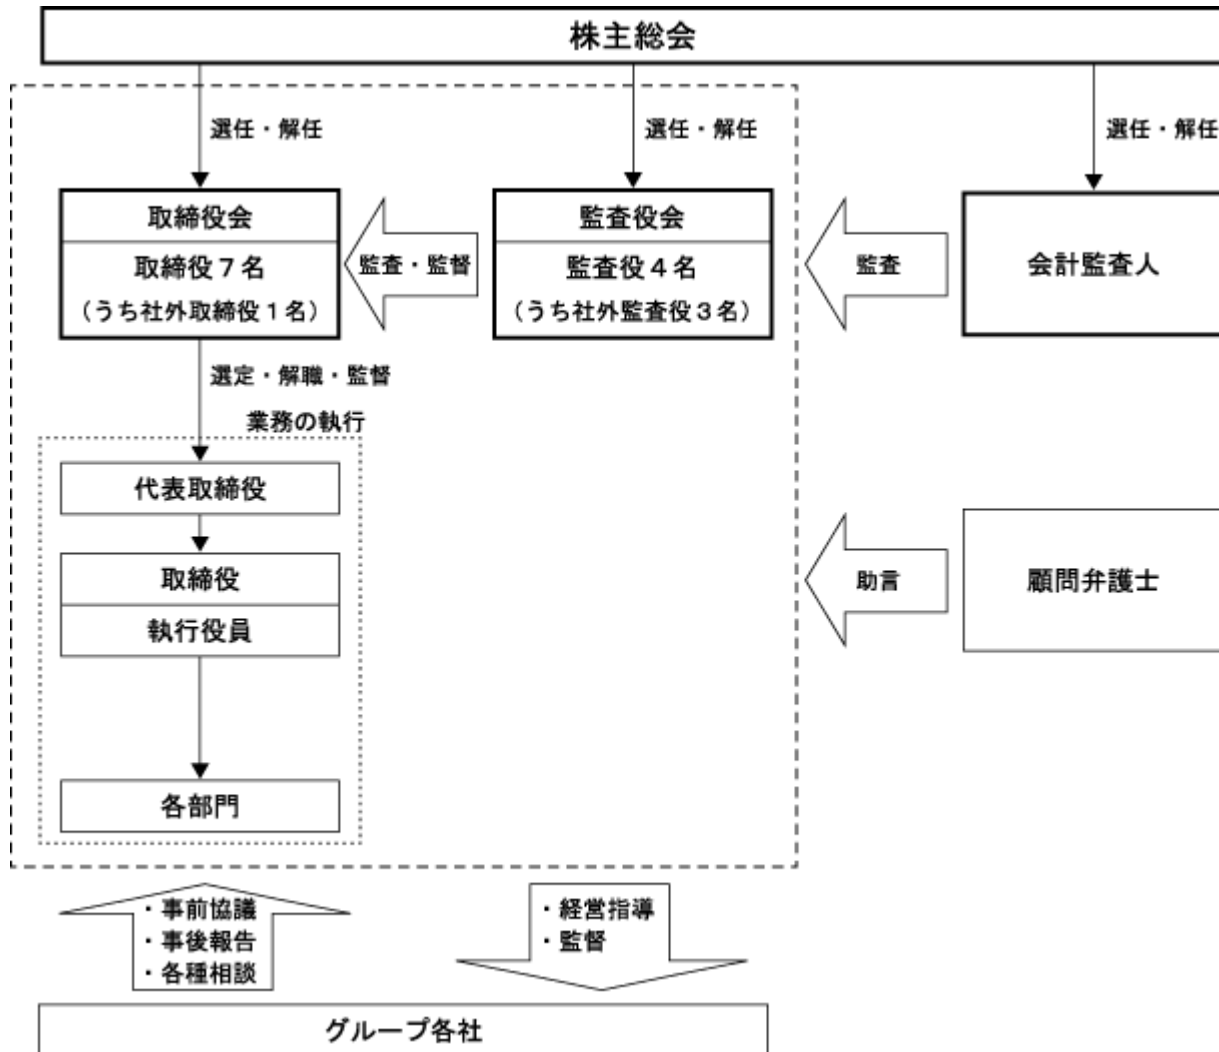 株主総会
選任・解任
選任・解任
選任・解任
取締役会
取締役7名
(うち社外取締役1名)
監査・監督
監査役会
監査役4名
(うち社外監査役3名)
監査
会計監査人
選定・解職・監督
業務の執行
代表取締役
取締役
執行役員
各部門
助言
顧問弁護士
・事前協議
・事後報告
・各種相談
・経営指導
・監督
グループ各社